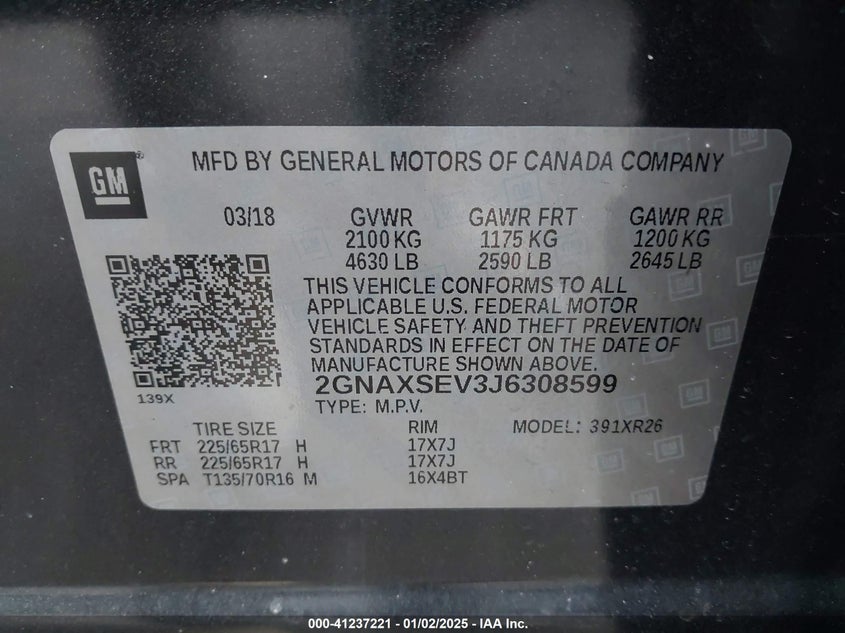 GM
MFD BY GENERAL MOTORS OF CANADA COMPANY
03/18 GVWR GAWR FRT GAWR RR
2100 KG 1175 KG 1200 KG
4630 LB 2590 LB 2645 LB
THIS VEHICLE CONFORMS TO ALL
APPLICABLE U.S. FEDERAL MOTOR
VEHICLE SAFETY AND THEFT PREVENTION
STANDARDS IN EFFECT ON THE DATE OF
MANUFACTURE SHOWN ABOVE.
2GNAXSEV3J6308599
139X
TYPE: M.P.V.
TIRE SIZE RIM MODEL: 391XR26
FRT 225/65R17 H 17X7J
RR 225/65R17 H 17X7J
SPA T135/70R16 M 16X4BT
000-41237221 - 01/02/2025 - IAA Inc.